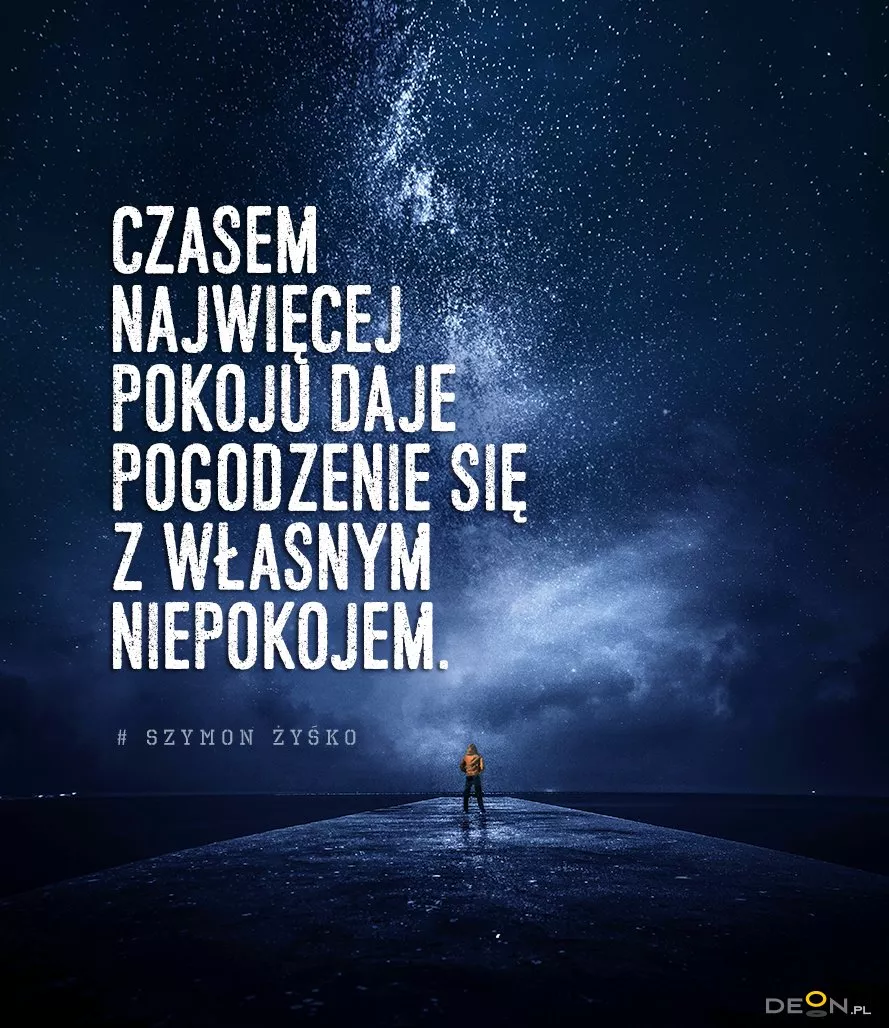 CZASEM
NAJWIĘCEJ
POKOJU DAJE
POGODZENIE SIĘ
Z WŁASNYM
NIEPOKOJEM.
# SZYMON ŻYŚKO
DEON.PL